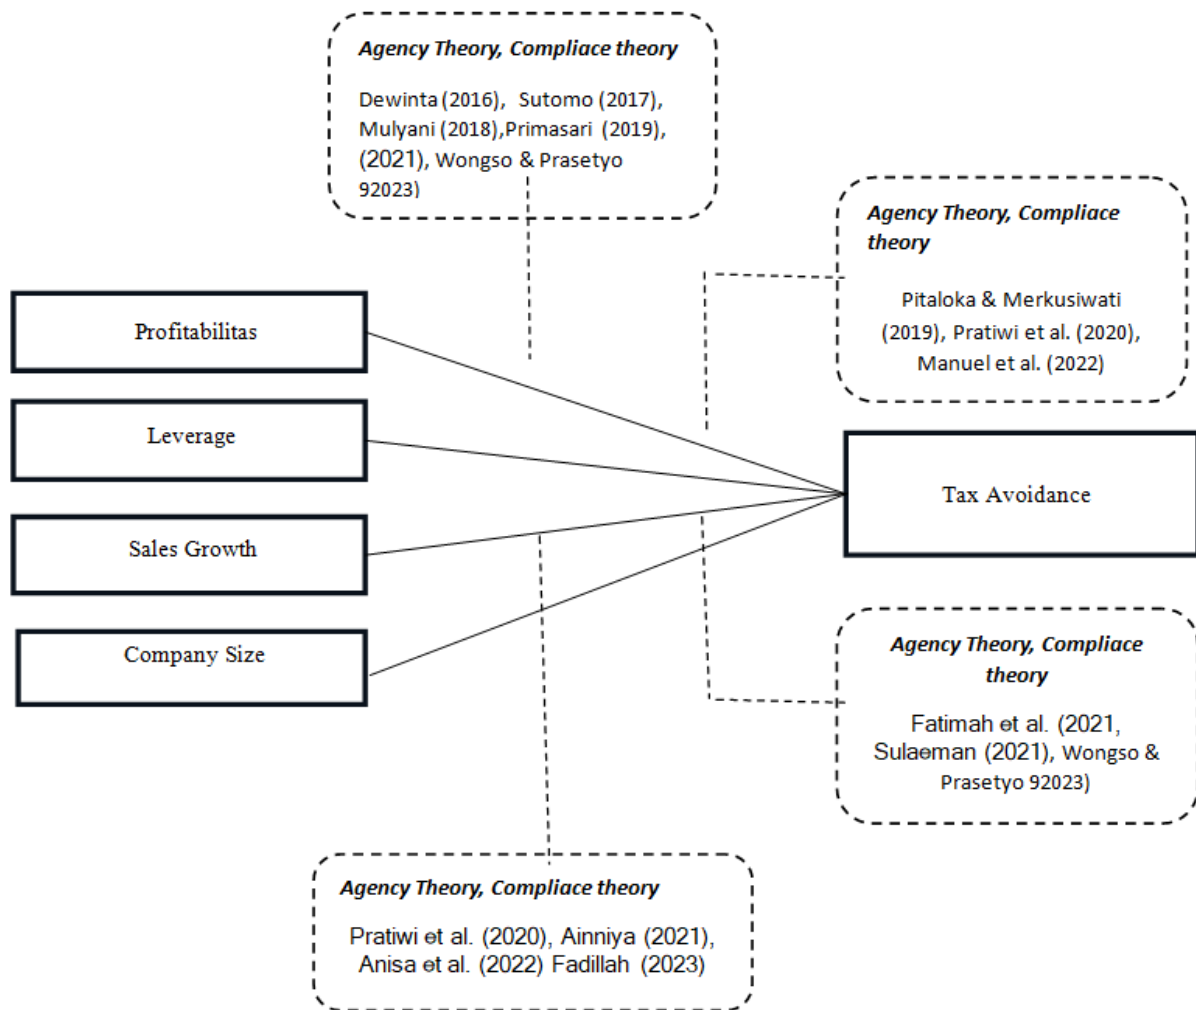 Agency Theory, Compliace theory
Dewinta (2016), Sutomo (2017),
Mulyani (2018),Primasari (2019),
(2021), Wongso & Prasetyo
92023)
Agency Theory, Compliace
theory
Pitaloka & Merkusiwati
(2019), Pratiwi et al. (2020),
Manuel et al. (2022)
Profitabilitas
Leverage
Sales Growth
Company Size
Tax Avoidance
Agency Theory, Compliace
theory
Fatimah et al. (2021,
Sulaeman (2021), Wongso &
Prasetyo 92023)
Agency Theory, Compliace theory
Pratiwi et al. (2020), Ainniya (2021),
Anisa et al. (2022) Fadillah (2023)